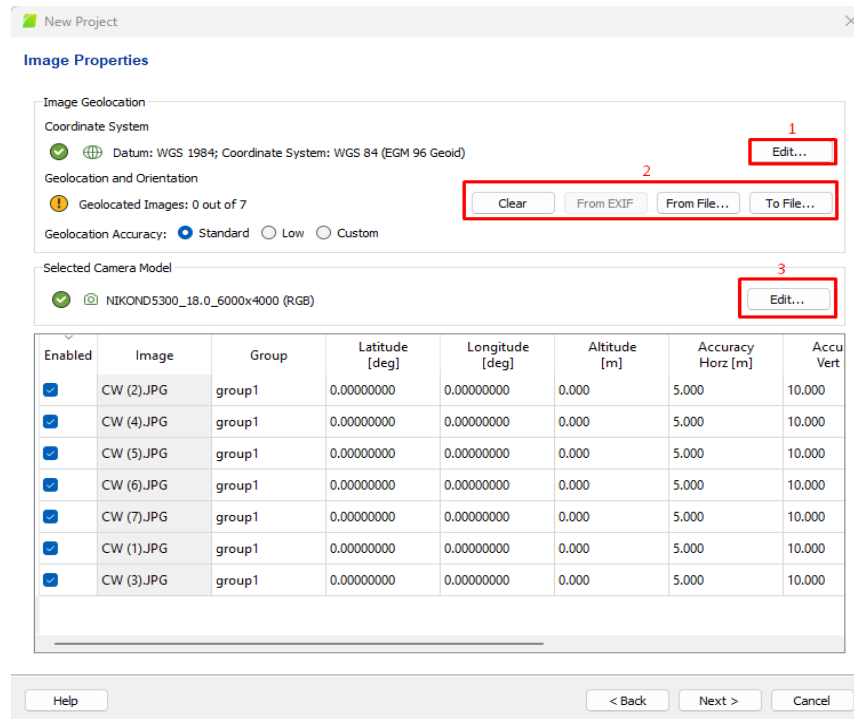 New Project
Image Properties
Image Geolocation
Coordinate System
1
Datum: WGS 1984; Coordinate System: WGS 84 (EGM 96 Geoid)
Edit...
Geolocation and Orientation
2
Geolocated Images: 0 out of 7
Clear From EXIF From File... To File...
Geolocation Accuracy: Standard Low Custom
Selected Camera Model
3
NIKOND5300_18.0_6000x4000 (RGB)
Edit...
Enabled Image Group Latitude [deg] Longitude [deg] Altitude [m] Accuracy Horz [m] Accu Vert
CW (2).JPG group1 0.00000000 0.00000000 0.000 5.000 10.000
CW (4).JPG group1 0.00000000 0.00000000 0.000 5.000 10.000
CW (5).JPG group1 0.00000000 0.00000000 0.000 5.000 10.000
CW (6).JPG group1 0.00000000 0.00000000 0.000 5.000 10.000
CW (7).JPG group1 0.00000000 0.00000000 0.000 5.000 10.000
CW (1).JPG group1 0.00000000 0.00000000 0.000 5.000 10.000
CW (3).JPG group1 0.00000000 0.00000000 0.000 5.000 10.000
Help < Back Next > Cancel